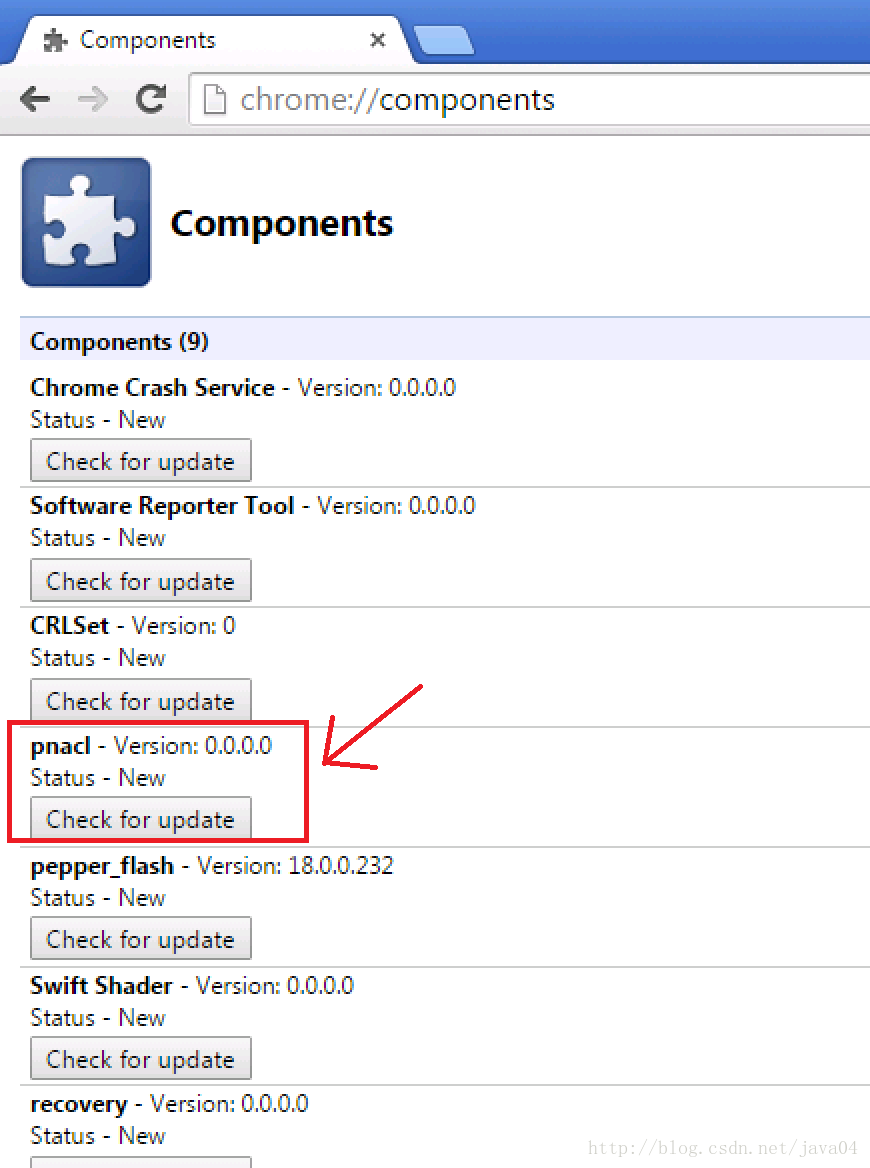 Components
chrome://components
Components
Components (9)
Chrome Crash Service - Version: 0.0.0.0
Status - New
Check for update
Software Reporter Tool - Version: 0.0.0.0
Status - New
Check for update
CRLSet - Version: 0
Status - New
Check for update
pnacl - Version: 0.0.0.0
Status - New
Check for update
pepper_flash - Version: 18.0.0.232
Status - New
Check for update
Swift Shader - Version: 0.0.0.0
Status - New
Check for update
recovery - Version: 0.0.0.0
Status - New
http://blog.csdn.net/java04